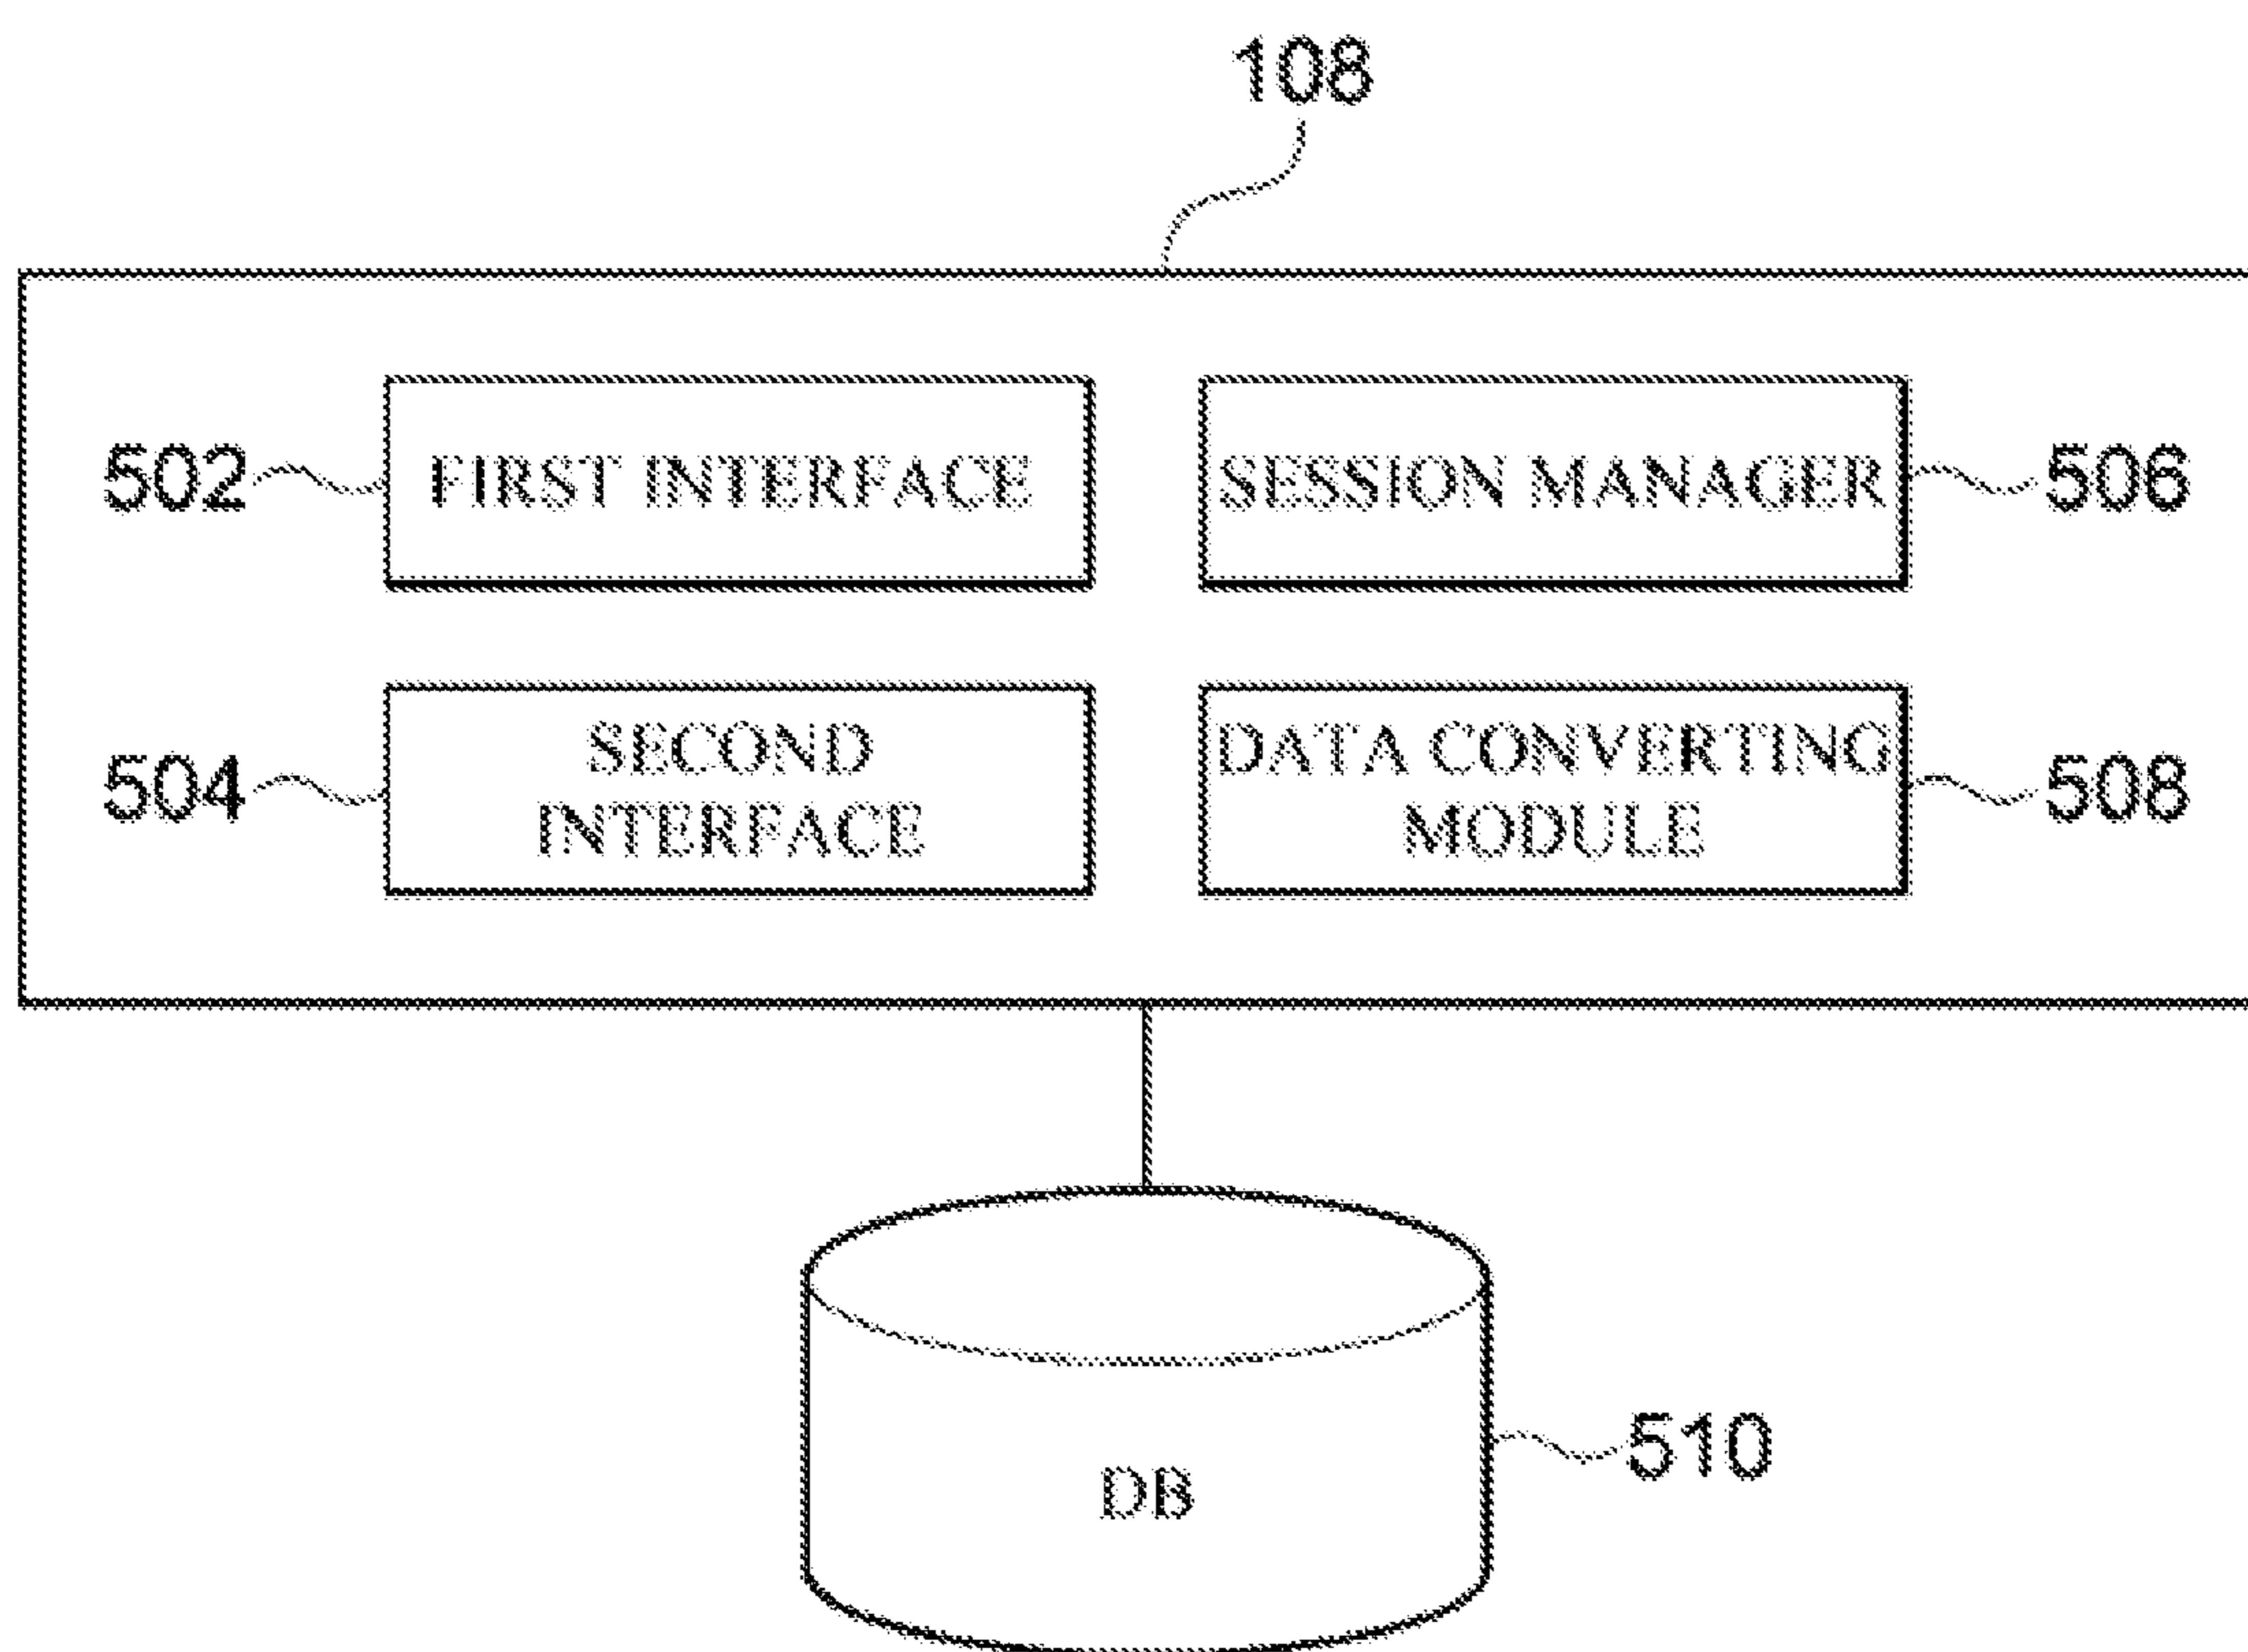 108
502 FIRST INTERFACE SESSION MANAGER 506
504 SECOND INTERFACE DATA CONVERTING MODULE 508
DB 510